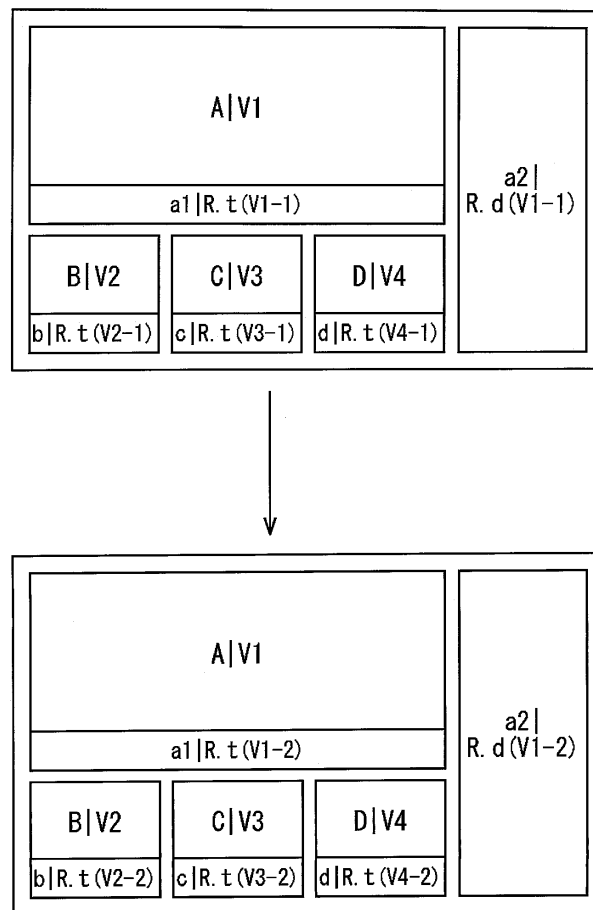 A|V1
a1|R.t(V1-1)
a2|
R.d(V1-1)
B|V2
C|V3
D|V4
b|R.t(V2-1)
c|R.t(V3-1)
d|R.t(V4-1)
A|V1
a1|R.t(V1-2)
a2|
R.d(V1-2)
B|V2
C|V3
D|V4
b|R.t(V2-2)
c|R.t(V3-2)
d|R.t(V4-2)